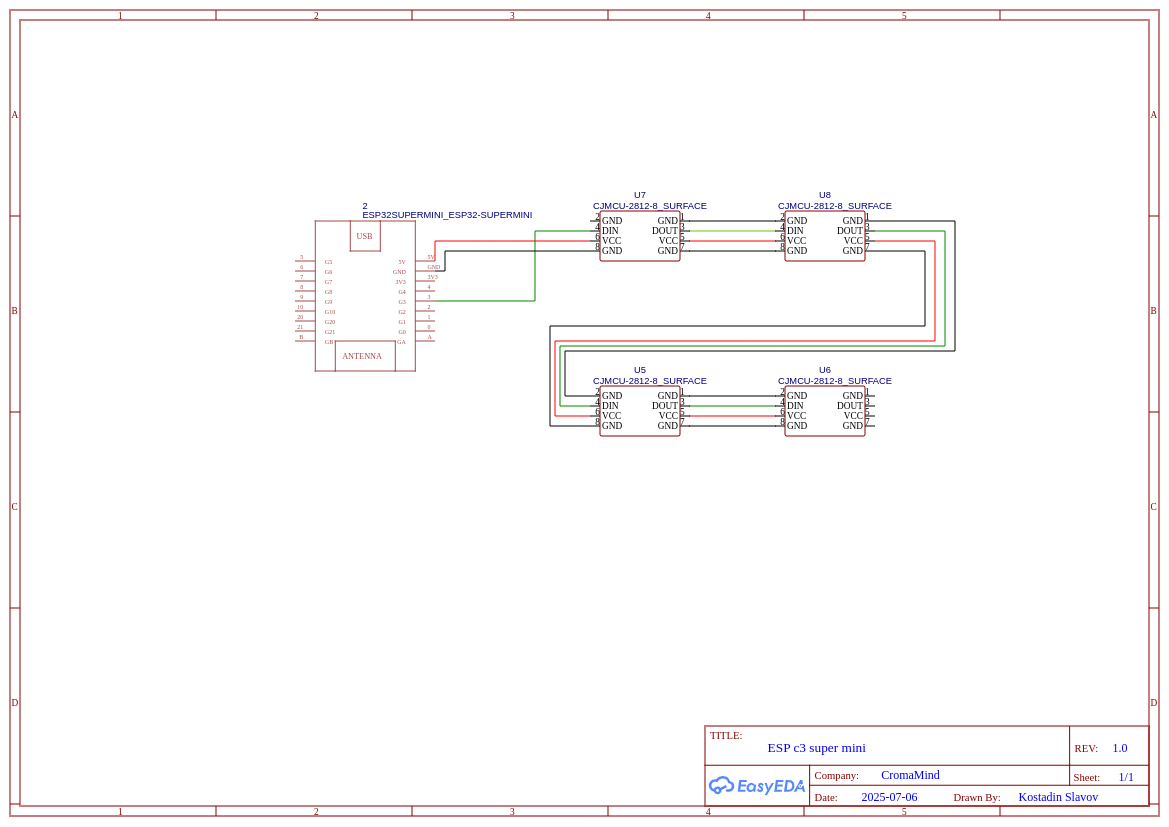 1 2 3 4 5
A A
B B
C C
D D
2
ESP32SUPERMINI_ESP32-SUPERMINI
USB
5 G5 5V 5V
6 G6 GND GND
7 G7 3V3 3V3
8 G8 G4 4
9 G9 G3 3
10 G10 G2 2
20 G20 G1 1
21 G21 G0 0
B GB GA A
ANTENNA
U7
CJMCU-2812-8_SURFACE
2 GND GND 1
4 DIN DOUT 3
6 VCC VCC 5
8 GND GND 7
U8
CJMCU-2812-8_SURFACE
2 GND GND 1
4 DIN DOUT 3
6 VCC VCC 5
8 GND GND 7
U5
CJMCU-2812-8_SURFACE
2 GND GND 1
4 DIN DOUT 3
6 VCC VCC 5
8 GND GND 7
U6
CJMCU-2812-8_SURFACE
2 GND GND 1
4 DIN DOUT 3
6 VCC VCC 5
8 GND GND 7
TITLE:
ESP c3 super mini
REV: 1.0
EasyEDA
Company: CromaMind
Sheet: 1/1
Date: 2025-07-06 Drawn By: Kostadin Slavov
1 2 3 4 5